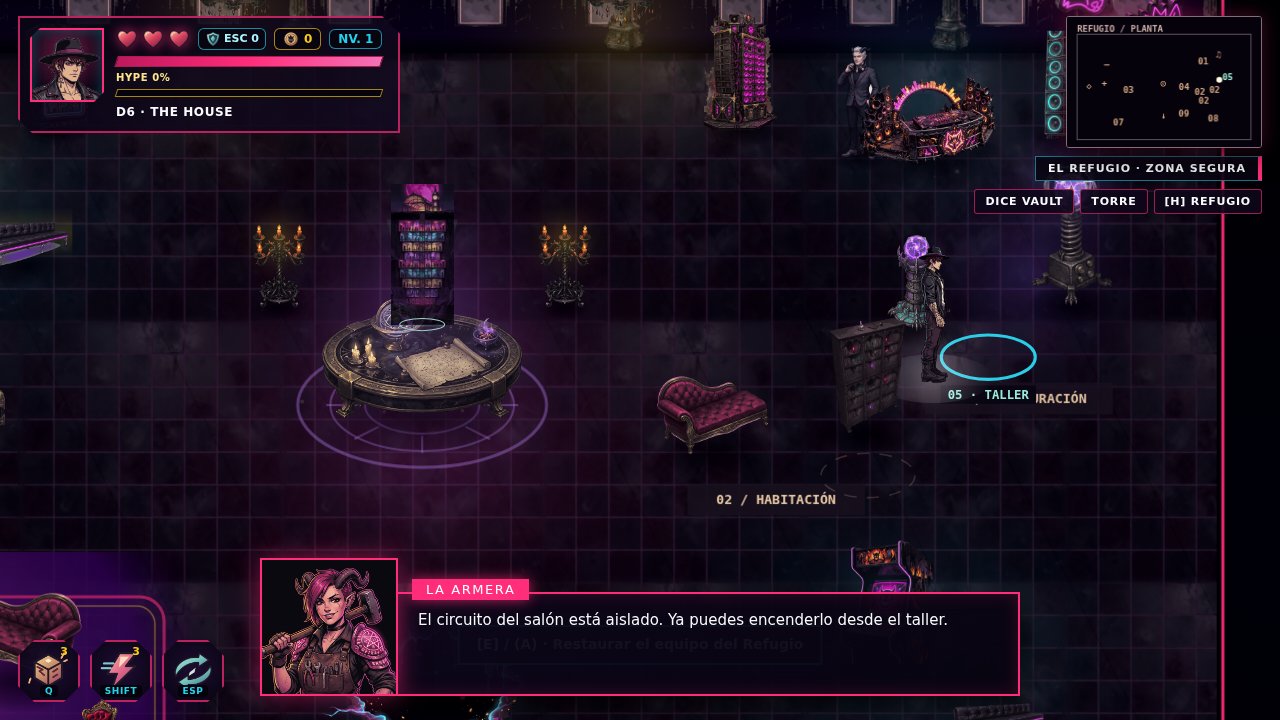 ESC 0
0
NV. 1
HYPE 0%
D6 · THE HOUSE
REFUGIO / PLANTA
01
05
03
04
02
02
02
09
08
07
EL REFUGIO · ZONA SEGURA
DICE VAULT
TORRE
[H] REFUGIO
05 · TALLER
RACIÓN
02 / HABITACIÓN
LA ARMERA
El circuito del salón está aislado. Ya puedes encenderlo desde el taller.
[E] / (A) · Restaurar el equipo del Refugio
3
Q
3
SHIFT
ESP